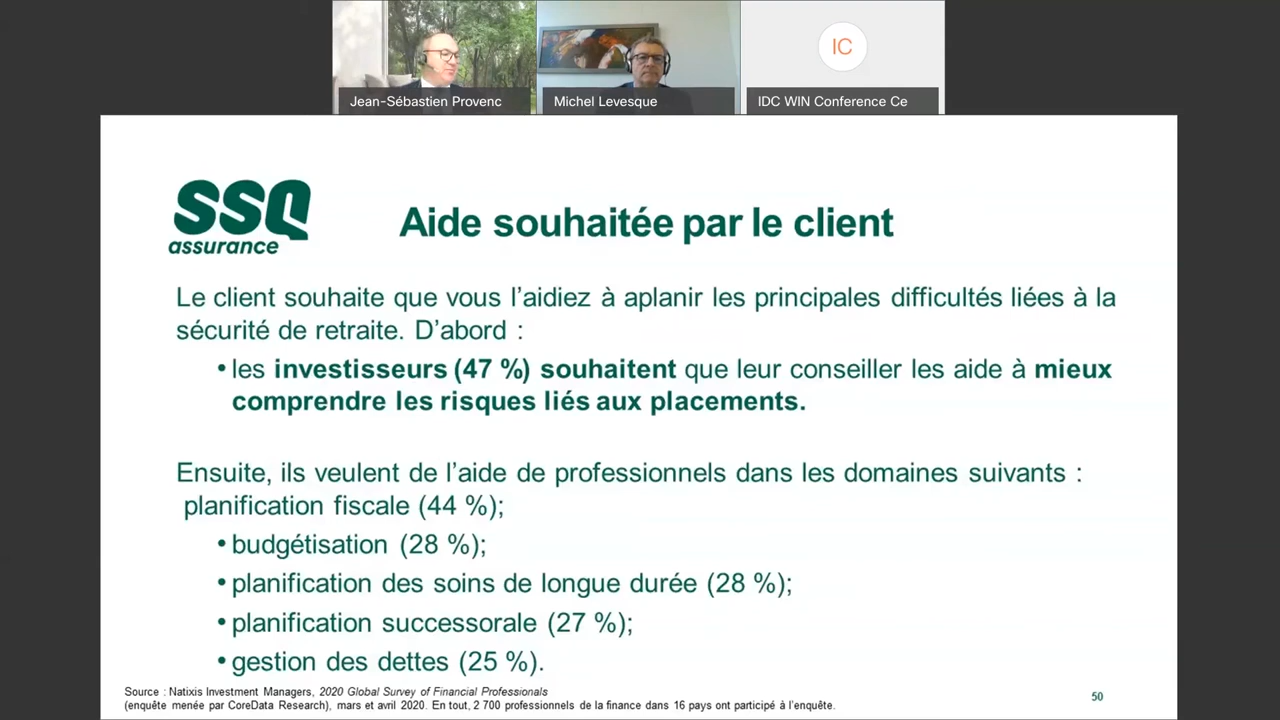 IC
Jean-Sébastien Provenc
Michel Levesque
IDC WIN Conference Ce
SSQ
assurance
Aide souhaitée par le client
Le client souhaite que vous l’aidiez à aplanir les principales difficultés liées à la
sécurité de retraite. D’abord :
• les investisseurs (47 %) souhaitent que leur conseiller les aide à mieux
comprendre les risques liés aux placements.
Ensuite, ils veulent de l’aide de professionnels dans les domaines suivants :
planification fiscale (44 %);
• budgétisation (28 %);
• planification des soins de longue durée (28 %);
• planification successorale (27 %);
• gestion des dettes (25 %).
Source : Natixis Investment Managers, 2020 Global Survey of Financial Professionals
(enquête menée par CoreData Research), mars et avril 2020. En tout, 2 700 professionnels de la finance dans 16 pays ont participé à l’enquête.
50